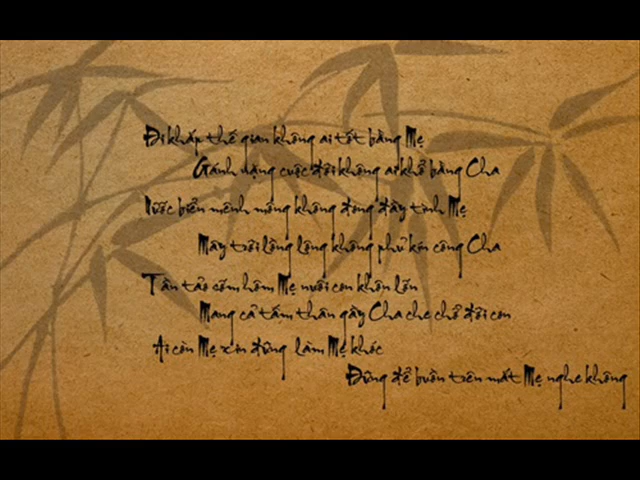 Đi khắp thế gian không ai tốt bằng Mẹ
Gánh nặng cuộc đời không ai khổ bằng Cha
Nước biển mênh mông không đong đầy tình Mẹ
Mây trời lồng lộng không phủ kín công Cha
Tần tảo sớm hôm Mẹ nuôi con khôn lớn
Mang cả tấm thân gầy Cha che chở đời con
Ai còn Mẹ xin đừng làm Mẹ khóc
Đừng để buồn trên mắt Mẹ nghe không